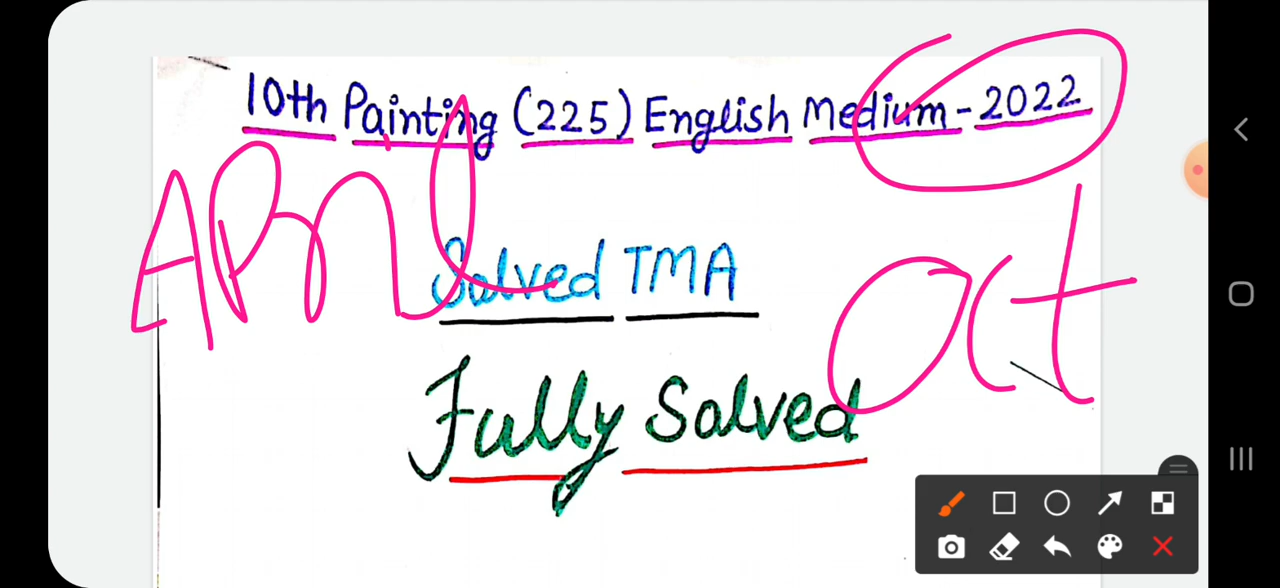 10th Painting (225) English Medium-2022
April
Solved TMA
Oct
Fully Solved